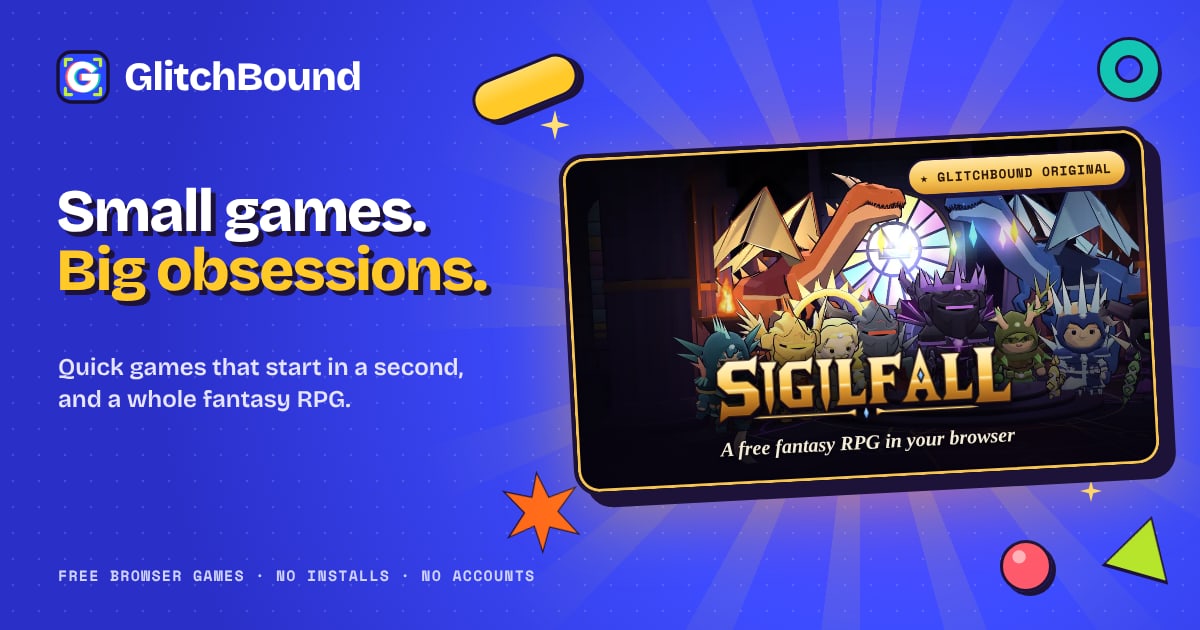 G GlitchBound
Small games.
Big obsessions.
Quick games that start in a second,
and a whole fantasy RPG.
FREE BROWSER GAMES · NO INSTALLS · NO ACCOUNTS
★ GLITCHBOUND ORIGINAL
SIGILFALL
A free fantasy RPG in your browser